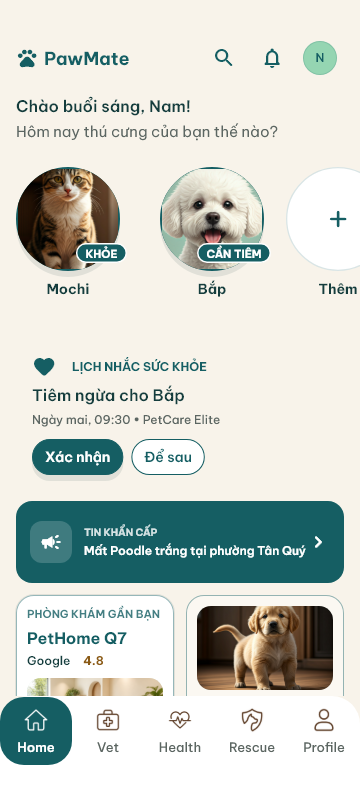 PawMate
N
Chào buổi sáng, Nam!
Hôm nay thú cưng của bạn thế nào?
KHỎE
CẦN TIÊM
Mochi
Bắp
Thêm
LỊCH NHẮC SỨC KHỎE
Tiêm ngừa cho Bắp
Ngày mai, 09:30 • PetCare Elite
Xác nhận
Để sau
TIN KHẨN CẤP
Mất Poodle trắng tại phường Tân Quý
PHÒNG KHÁM GẦN BẠN
PetHome Q7
Google 4.8
Home
Vet
Health
Rescue
Profile